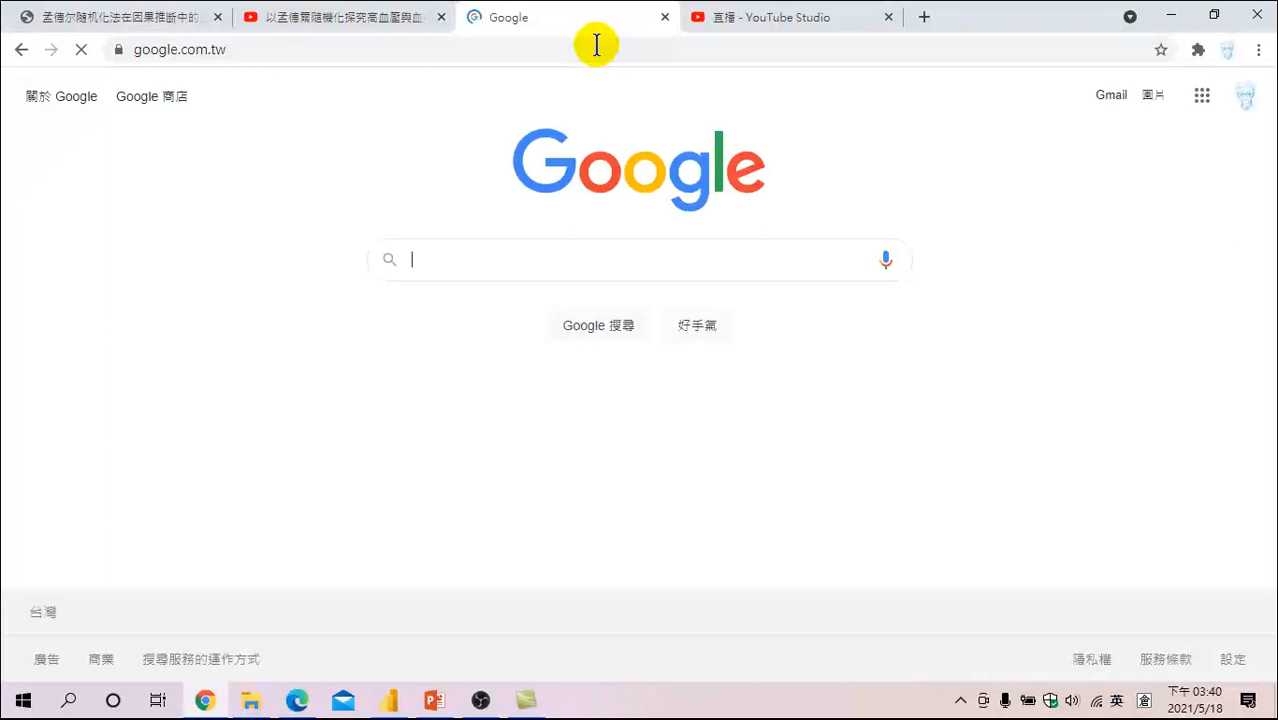 孟德尔随机化法在因果推断中的
以孟德爾隨機化探究高血壓與血
Google
直播 - YouTube Studio
google.com.tw
關於 Google
Google 商店
Gmail
圖片
Google
Google 搜尋
好手氣
台灣
廣告
商業
搜尋服務的運作方式
隱私權
服務條款
設定
英
倉
下午 03:40
2021/5/18